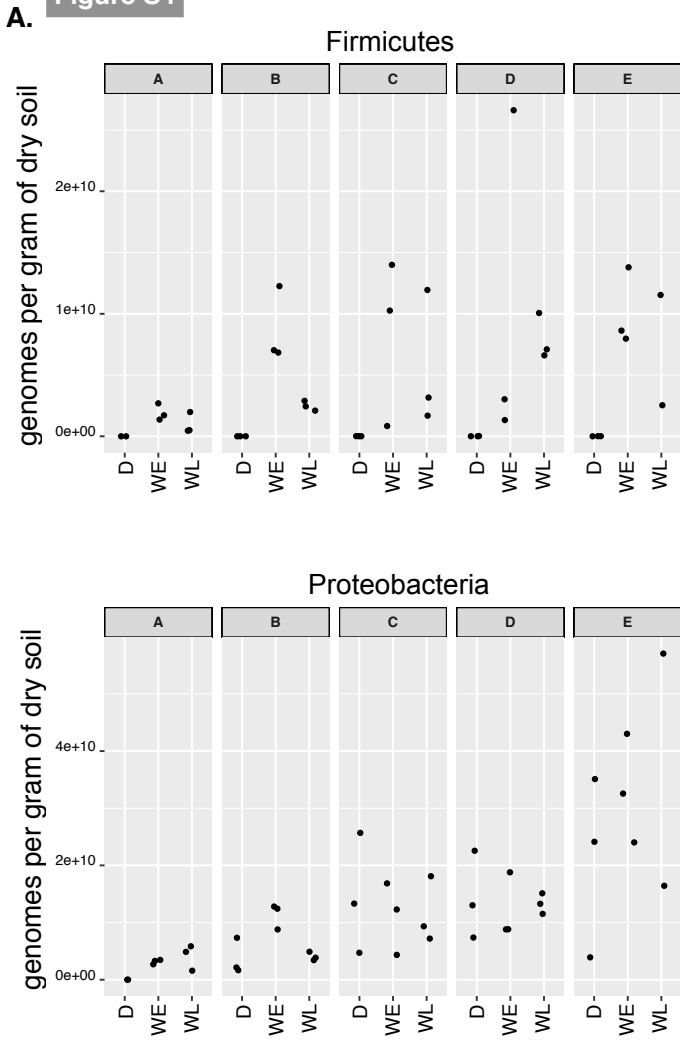 A.
Firmicutes
A B C D E
genomes per gram of dry soil
2e+10
1e+10
0e+00
D WE WL D WE WL D WE WL D WE WL D WE WL
Proteobacteria
A B C D E
genomes per gram of dry soil
4e+10
2e+10
0e+00
D WE WL D WE WL D WE WL D WE WL D WE WL